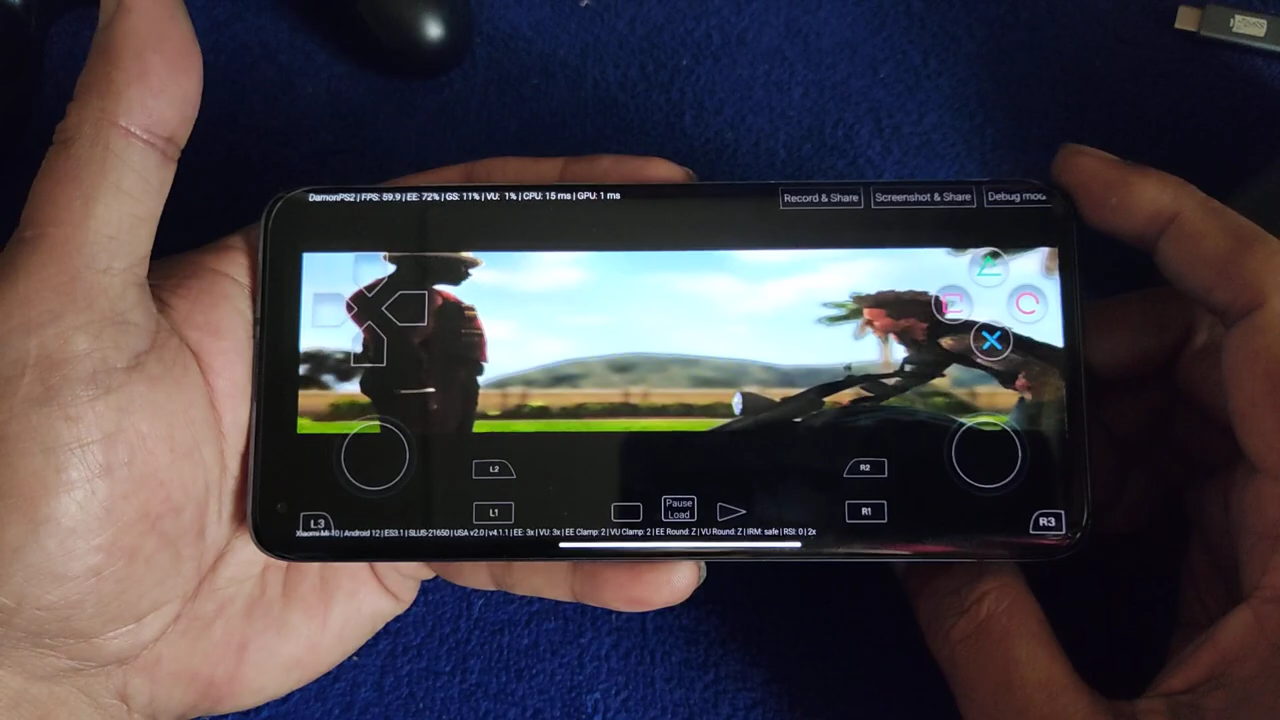 DamonPS2 | FPS: 59.9 | EE: 72% | GS: 11% | VU: 1% | CPU: 15 ms | GPU: 1 ms
Record & Share
Screenshot & Share
Debug mod
L2
R2
L1
Pause
Load
R1
L3
R3
Xiaomi-Mi-10 | Android 12 | ES3.1 | SLUS-21650 | USA v2.0 | v4.1.1 | EE: 3x | VU: 3x | EE Clamp: 2 | VU Clamp: 2 | EE Round: Z | VU Round: Z | IRM: safe | RSI: 0 | 2x